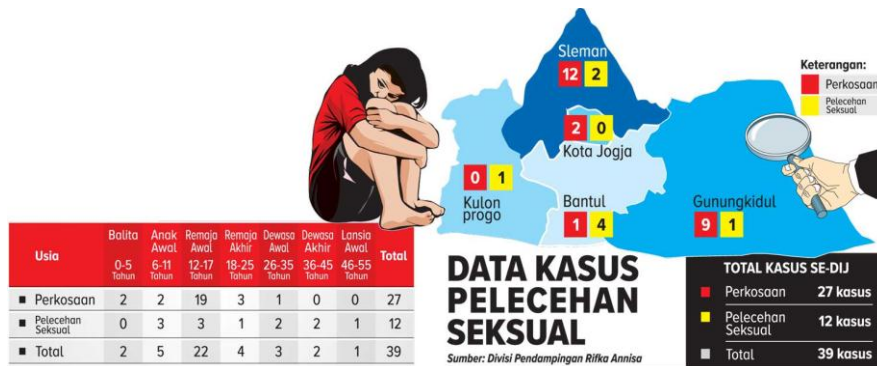 Sleman
12 2
Keterangan:
Perkosaan
Pelecehan
Seksual
2 0
Kota Jogja
0 1
Kulon
progo
Bantul
1 4
Gunungkidul
9 1
Usia Balita Anak Awal Remaja Awal Remaja Akhir Dewasa Awal Dewasa Akhir Lansia Awal Total
0-5 Tahun 6-11 Tahun 12-17 Tahun 18-25 Tahun 26-35 Tahun 36-45 Tahun 46-55 Tahun
Perkosaan 2 2 19 3 1 0 0 27
Pelecehan Seksual 0 3 3 1 2 2 1 12
Total 2 5 22 4 3 2 1 39
DATA KASUS
PELECEHAN
SEKSUAL
Sumber: Divisi Pendampingan Rifka Annisa
TOTAL KASUS SE-DIJ
Perkosaan 27 kasus
Pelecehan Seksual 12 kasus
Total 39 kasus